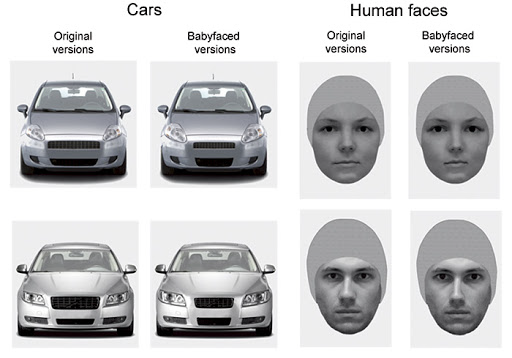 Cars
Human faces
Original
versions
Babyfaced
versions
Original
versions
Babyfaced
versions